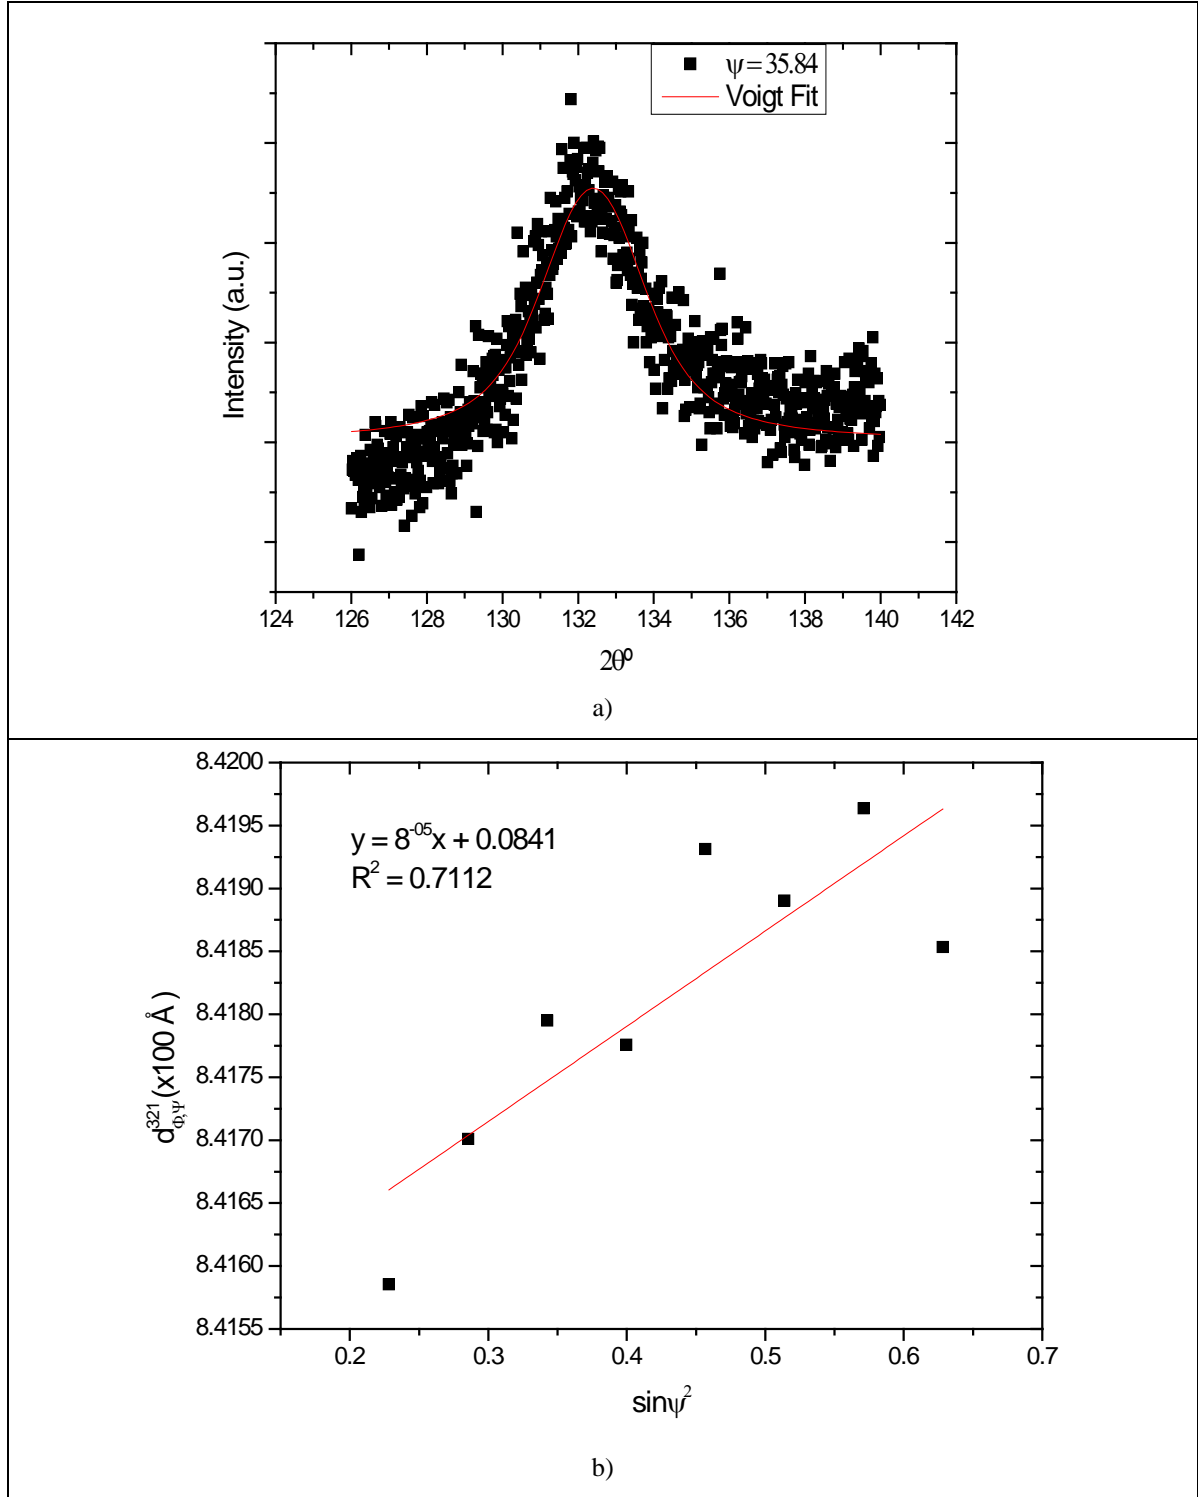 ψ = 35.84
Voigt Fit
Intensity (a.u.)
124 126 128 130 132 134 136 138 140 142
2θº
a)
8.4200
8.4195
8.4190
8.4185
8.4180
8.4175
8.4170
8.4165
8.4160
8.4155
y = 8⁻⁰⁵x + 0.0841
R² = 0.7112
d³²¹Φ,Ψ (x100 Å)
0.2 0.3 0.4 0.5 0.6 0.7
sinψ²
b)